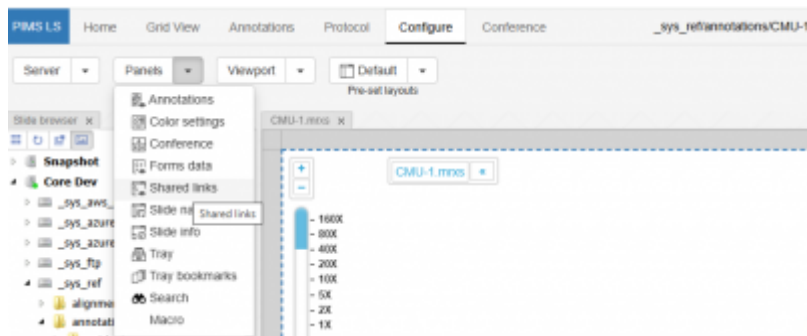 PIMS LS Home Grid View Annotations Protocol Configure Conference _sys_ref/annotations/CMU-1
Server Panels Viewport Default
Pre-set layouts
Annotations
Slide browser x CMU-1.mrxs x
Color settings
Conference
Snapshot Forms data
CMU-1.mrxs
Core Dev Shared links
_sys_aws_ Slide na Shared links
_sys_azure Slide info
_sys_azure Tray
_sys_ftp Tray bookmarks
_sys_ref Search
alignme Macro
annotati
+
-
160X
80X
40X
20X
10X
5X
2X
1X